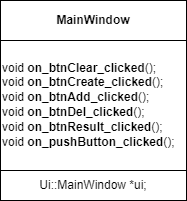 MainWindow
void on_btnClear_clicked();
void on_btnCreate_clicked();
void on_btnAdd_clicked();
void on_btnDel_clicked();
void on_btnResult_clicked();
void on_pushButton_clicked();
Ui::MainWindow *ui;